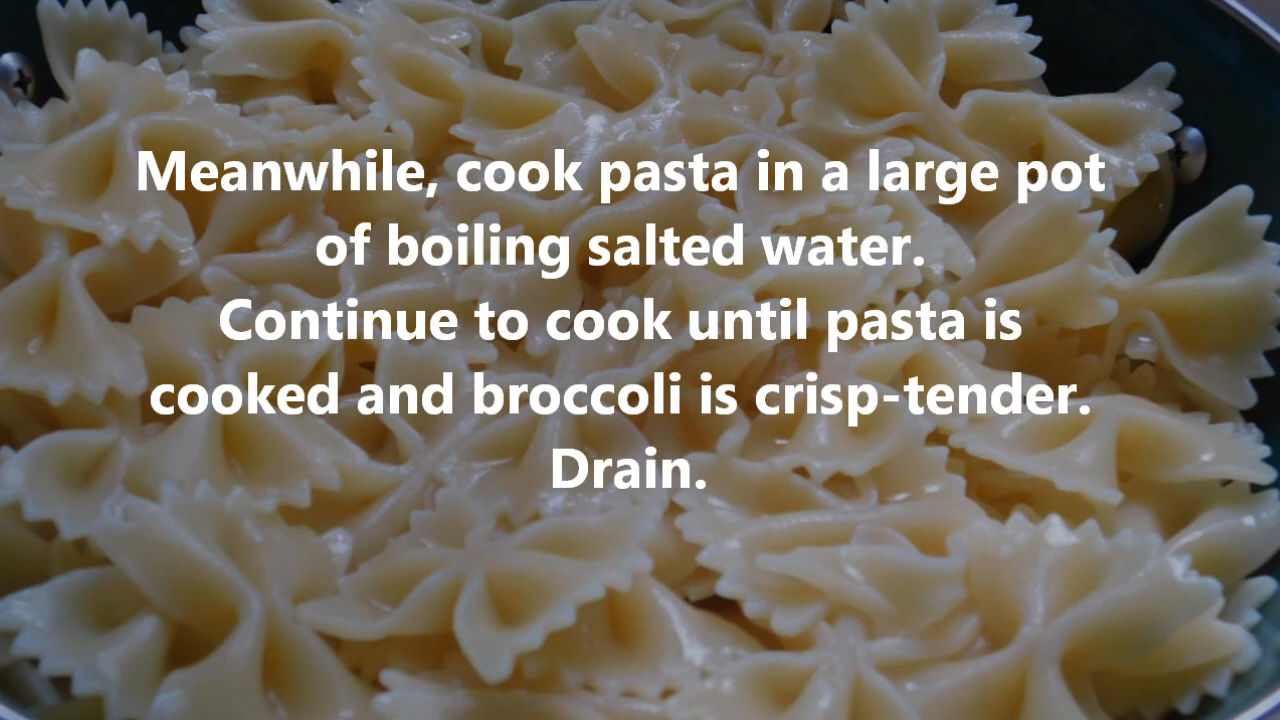 Meanwhile, cook pasta in a large pot
of boiling salted water.
Continue to cook until pasta is
cooked and broccoli is crisp-tender.
Drain.